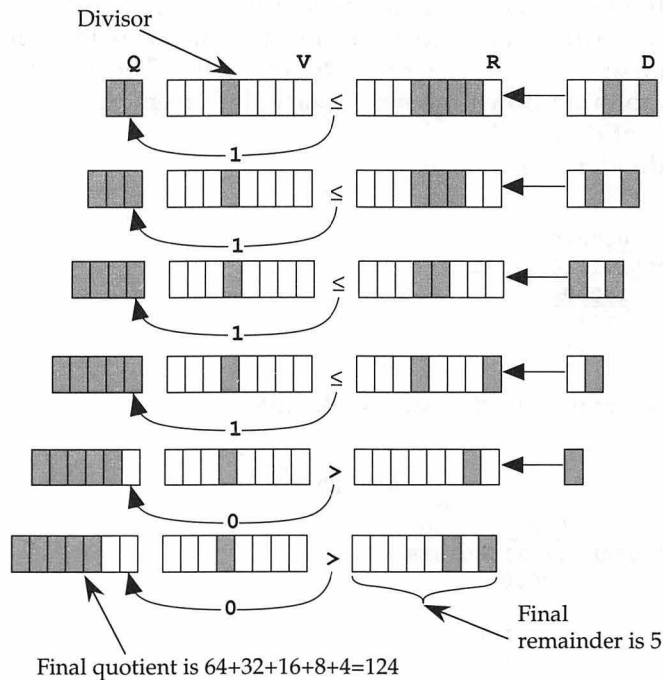 Divisor
Q V R D
≤
1
≤
1
≤
1
≤
1
>
0
>
0
Final
remainder is 5
Final quotient is 64+32+16+8+4=124